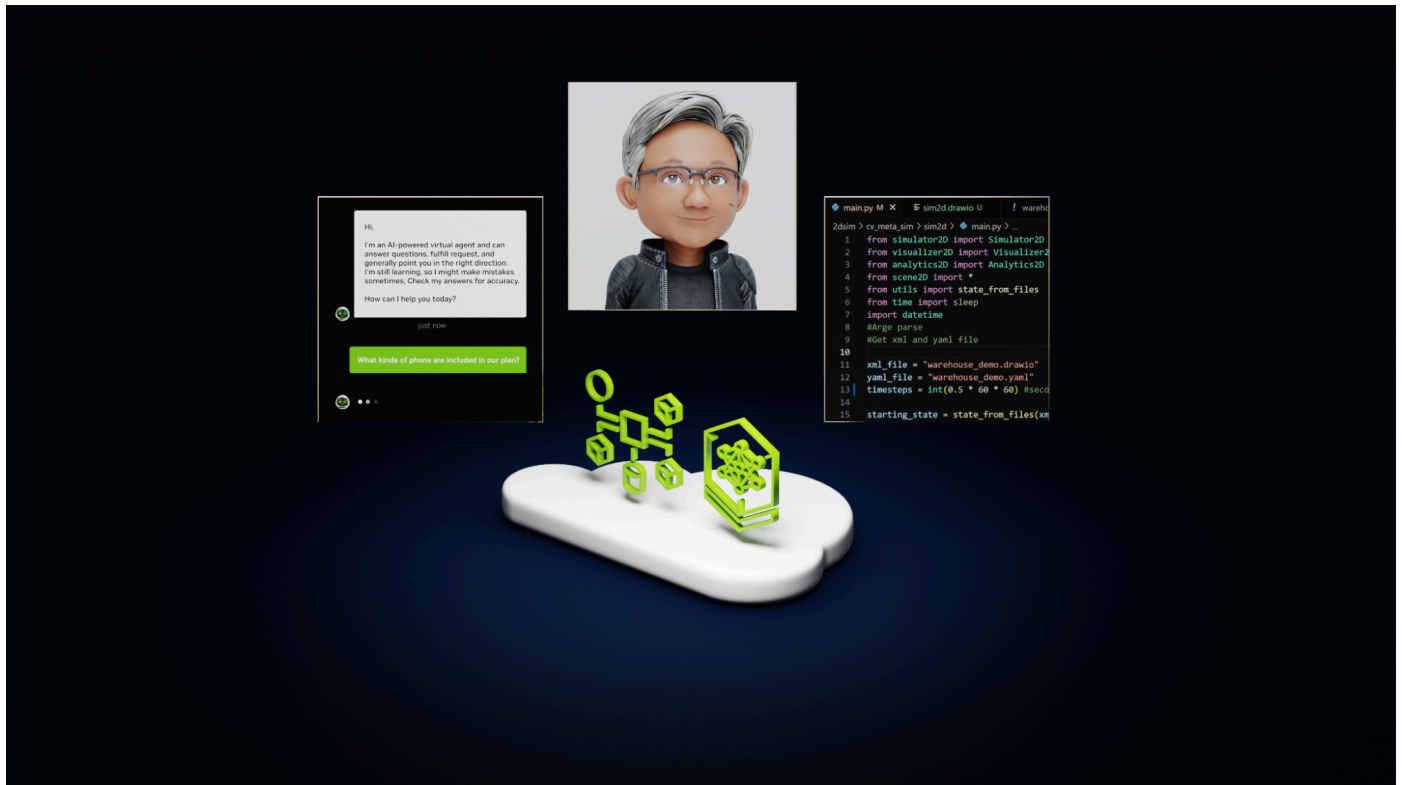 Hi,
I'm an AI-powered virtual agent and can
answer questions, fulfill request, and
generally point you in the right direction.
I'm still learning, so I might make mistakes
sometimes, Check my answers for accuracy.
How can I help you today?
just now
What kinds of phone are included in our plan?
main.py M ✕ sim2d.drawio U ! wareho
2dsim > cv_meta_sim > sim2d > main.py > ...
1 from simulator2D import Simulator2D
2 from visualizer2D import Visualizer2
3 from analytics2D import Analytics2D
4 from scene2D import *
5 from utils import state_from_files
6 from time import sleep
7 import datetime
8 #Arge parse
9 #Get xml and yaml file
10
11 xml_file = "warehouse_demo.drawio"
12 yaml_file = "warehouse_demo.yaml"
13 timesteps = int(0.5 * 60 * 60) #seco
14
15 starting_state = state_from_files(xm